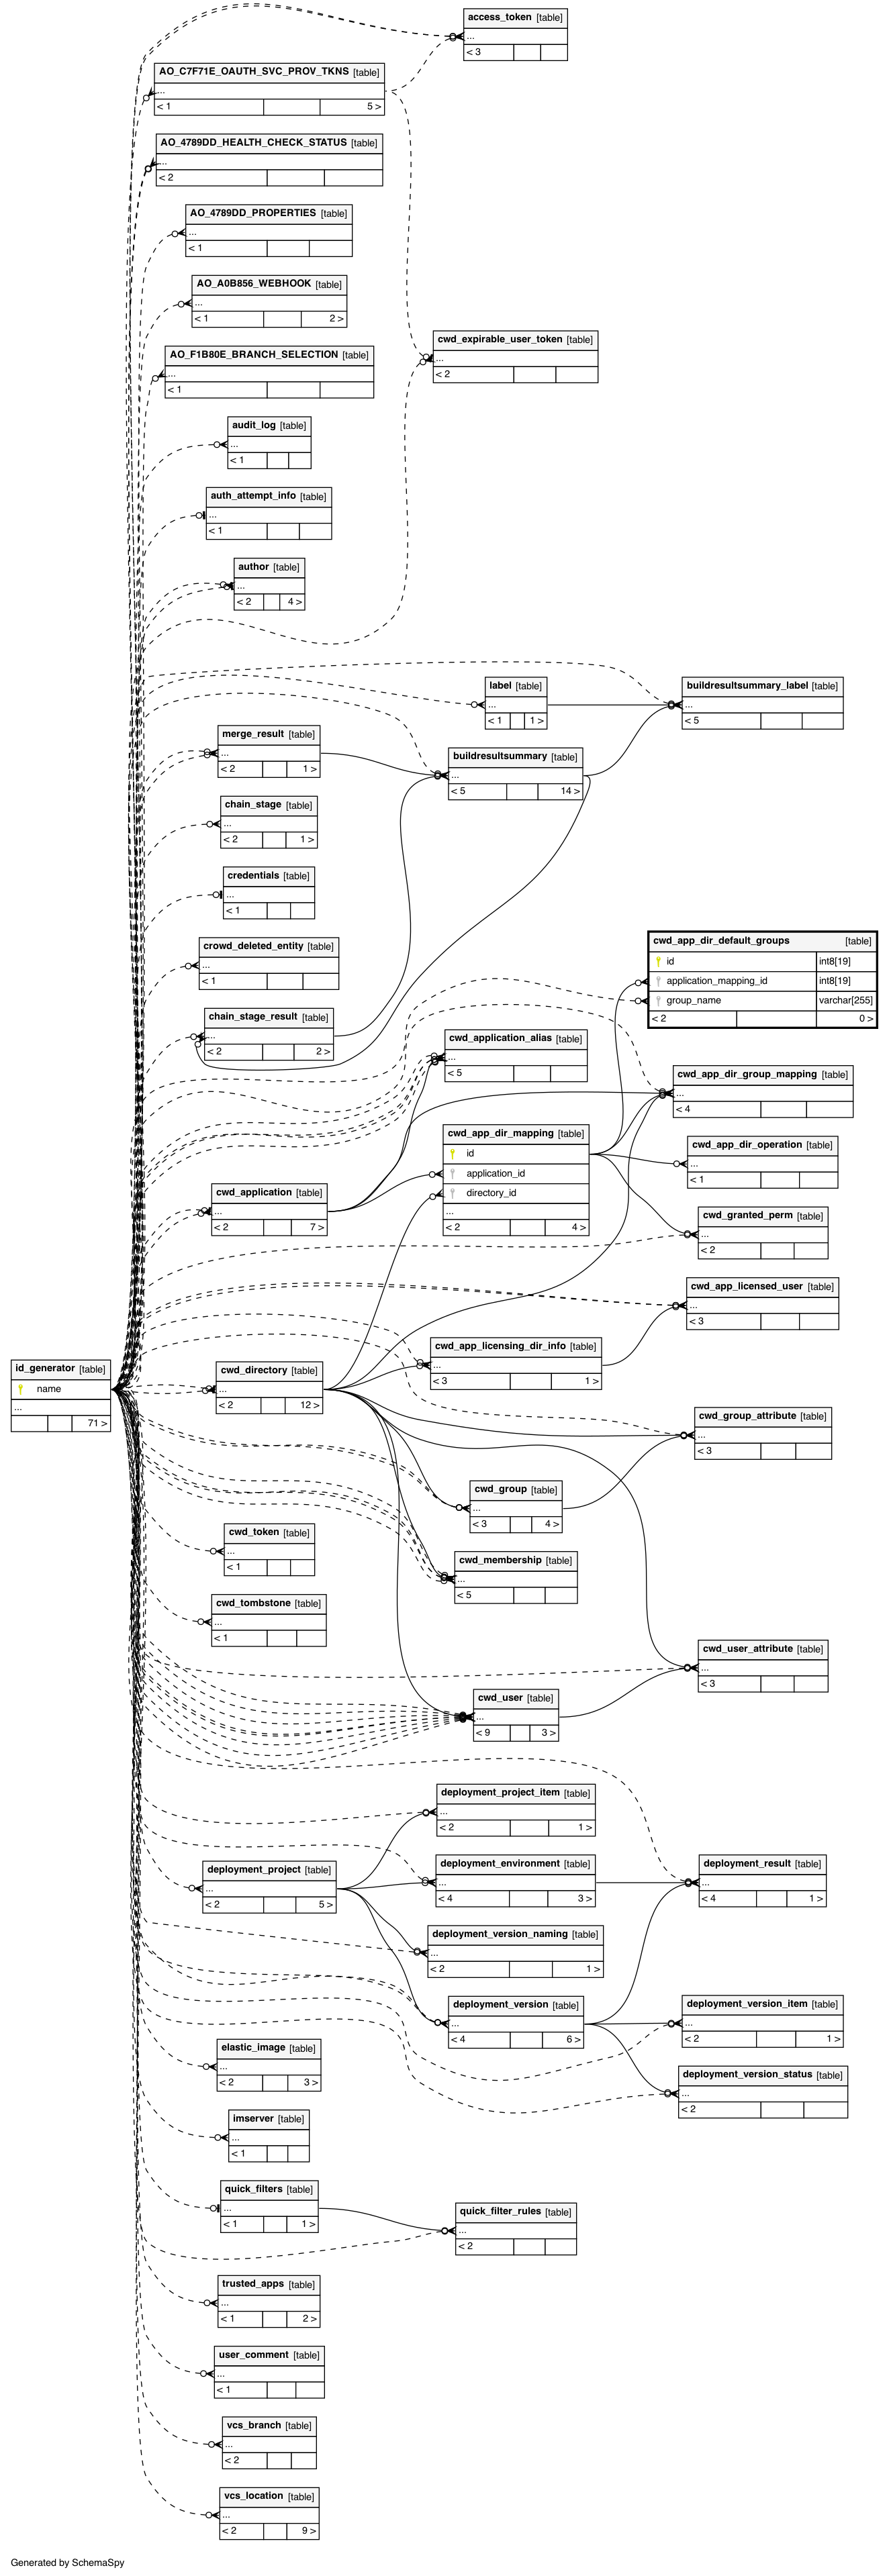 access_token [table]
...
< 3
AO_C7F71E_OAUTH_SVC_PROV_TKNS [table]
...
< 1 5 >
AO_4789DD_HEALTH_CHECK_STATUS [table]
...
< 2
AO_4789DD_PROPERTIES [table]
...
< 1
AO_A0B856_WEBHOOK [table]
...
< 1 2 >
cwd_expirable_user_token [table]
...
< 2
AO_F1B80E_BRANCH_SELECTION [table]
...
< 1
audit_log [table]
...
< 1
auth_attempt_info [table]
...
< 1
author [table]
...
< 2 4 >
label [table]
...
< 1 1 >
buildresultsummary_label [table]
...
< 5
merge_result [table]
...
< 2 1 >
buildresultsummary [table]
...
< 5 14 >
chain_stage [table]
...
< 2 1 >
credentials [table]
...
< 1
crowd_deleted_entity [table]
...
< 1
cwd_app_dir_default_groups [table]
id int8[19]
application_mapping_id int8[19]
group_name varchar[255]
< 2 0 >
chain_stage_result [table]
...
< 2 2 >
cwd_application_alias [table]
...
< 5
cwd_app_dir_group_mapping [table]
...
< 4
cwd_app_dir_mapping [table]
id
application_id
directory_id
...
< 2 4 >
cwd_app_dir_operation [table]
...
< 1
cwd_application [table]
...
< 2 7 >
cwd_granted_perm [table]
...
< 2
cwd_app_licensed_user [table]
...
< 3
cwd_app_licensing_dir_info [table]
...
< 3 1 >
id_generator [table]
name
...
71 >
cwd_directory [table]
...
< 2 12 >
cwd_group_attribute [table]
...
< 3
cwd_group [table]
...
< 3 4 >
cwd_token [table]
...
< 1
cwd_membership [table]
...
< 5
cwd_tombstone [table]
...
< 1
cwd_user_attribute [table]
...
< 3
cwd_user [table]
...
< 9 3 >
deployment_project_item [table]
...
< 2 1 >
deployment_project [table]
...
< 2 5 >
deployment_environment [table]
...
< 4 3 >
deployment_result [table]
...
< 4 1 >
deployment_version_naming [table]
...
< 2 1 >
deployment_version [table]
...
< 4 6 >
deployment_version_item [table]
...
< 2 1 >
elastic_image [table]
...
< 2 3 >
deployment_version_status [table]
...
< 2
imserver [table]
...
< 1
quick_filters [table]
...
< 1 1 >
quick_filter_rules [table]
...
< 2
trusted_apps [table]
...
< 1 2 >
user_comment [table]
...
< 1
vcs_branch [table]
...
< 2
vcs_location [table]
...
< 2 9 >
Generated by SchemaSpy